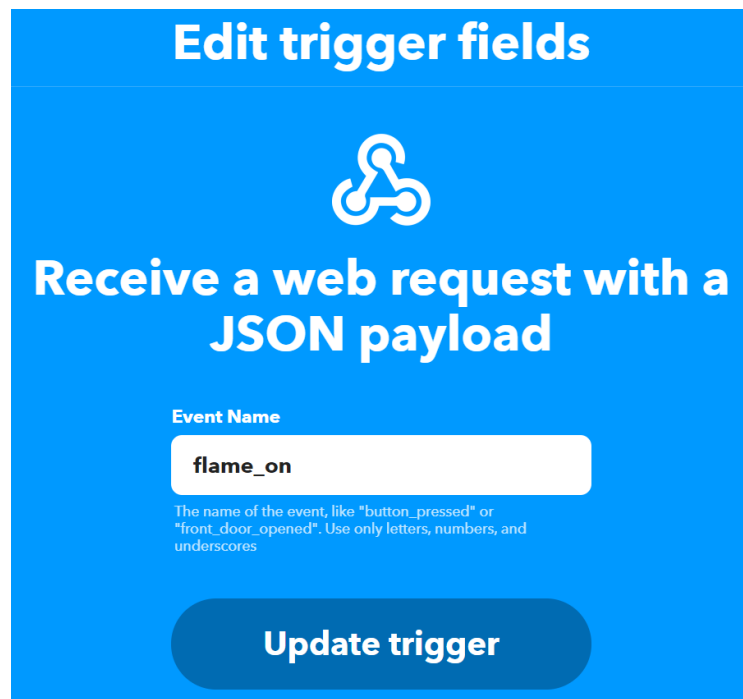 Edit trigger fields
Receive a web request with a
JSON payload
Event Name
flame_on
The name of the event, like "button_pressed" or
"front_door_opened". Use only letters, numbers, and
underscores
Update trigger